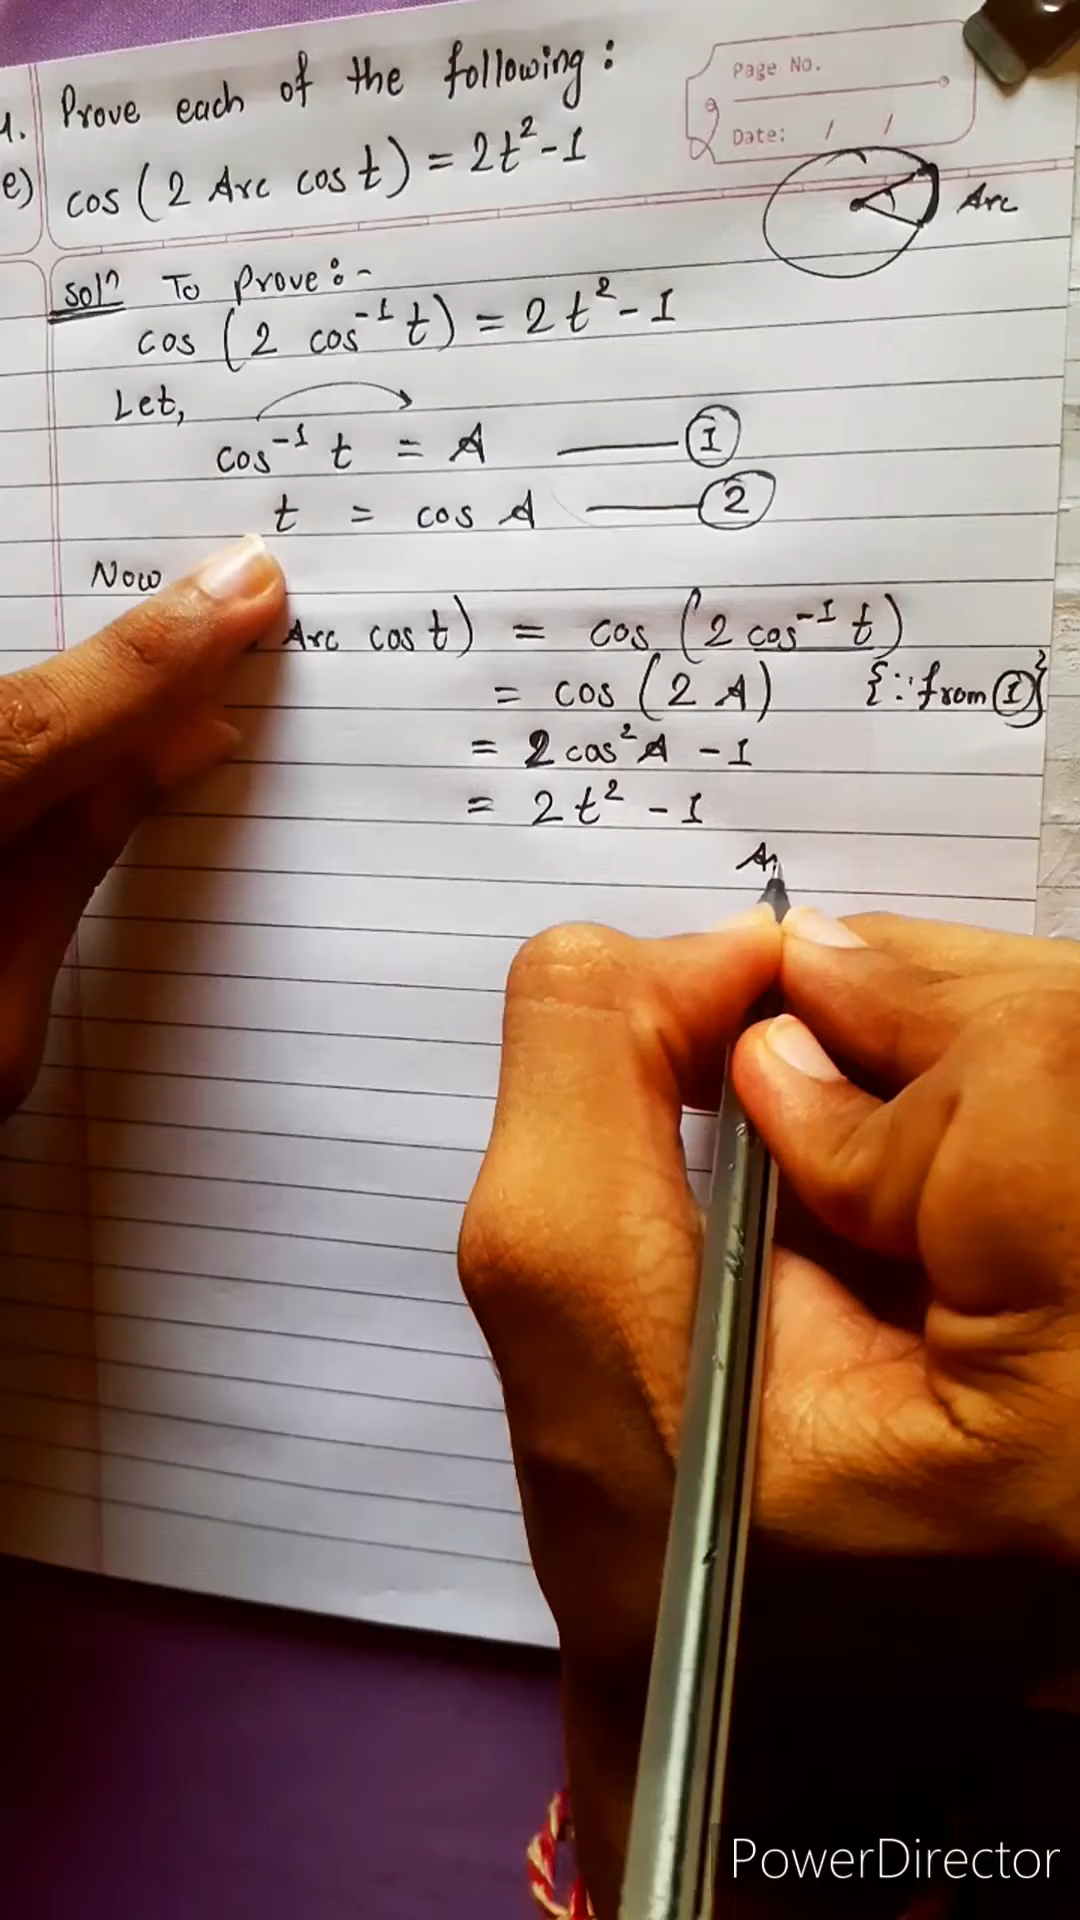 1. Prove each of the following:
e) cos (2 Arc cos t) = 2t² - 1
Page No.
Date: / /
Arc
Solⁿ To Prove:-
cos (2 cos⁻¹ t) = 2t² - 1
Let,
cos⁻¹ t = A —— ①
t = cos A —— ②
Now
Arc cos t) = cos (2 cos⁻¹ t)
= cos (2 A) {∵ from ①}
= 2 cos² A - 1
= 2t² - 1
PowerDirector